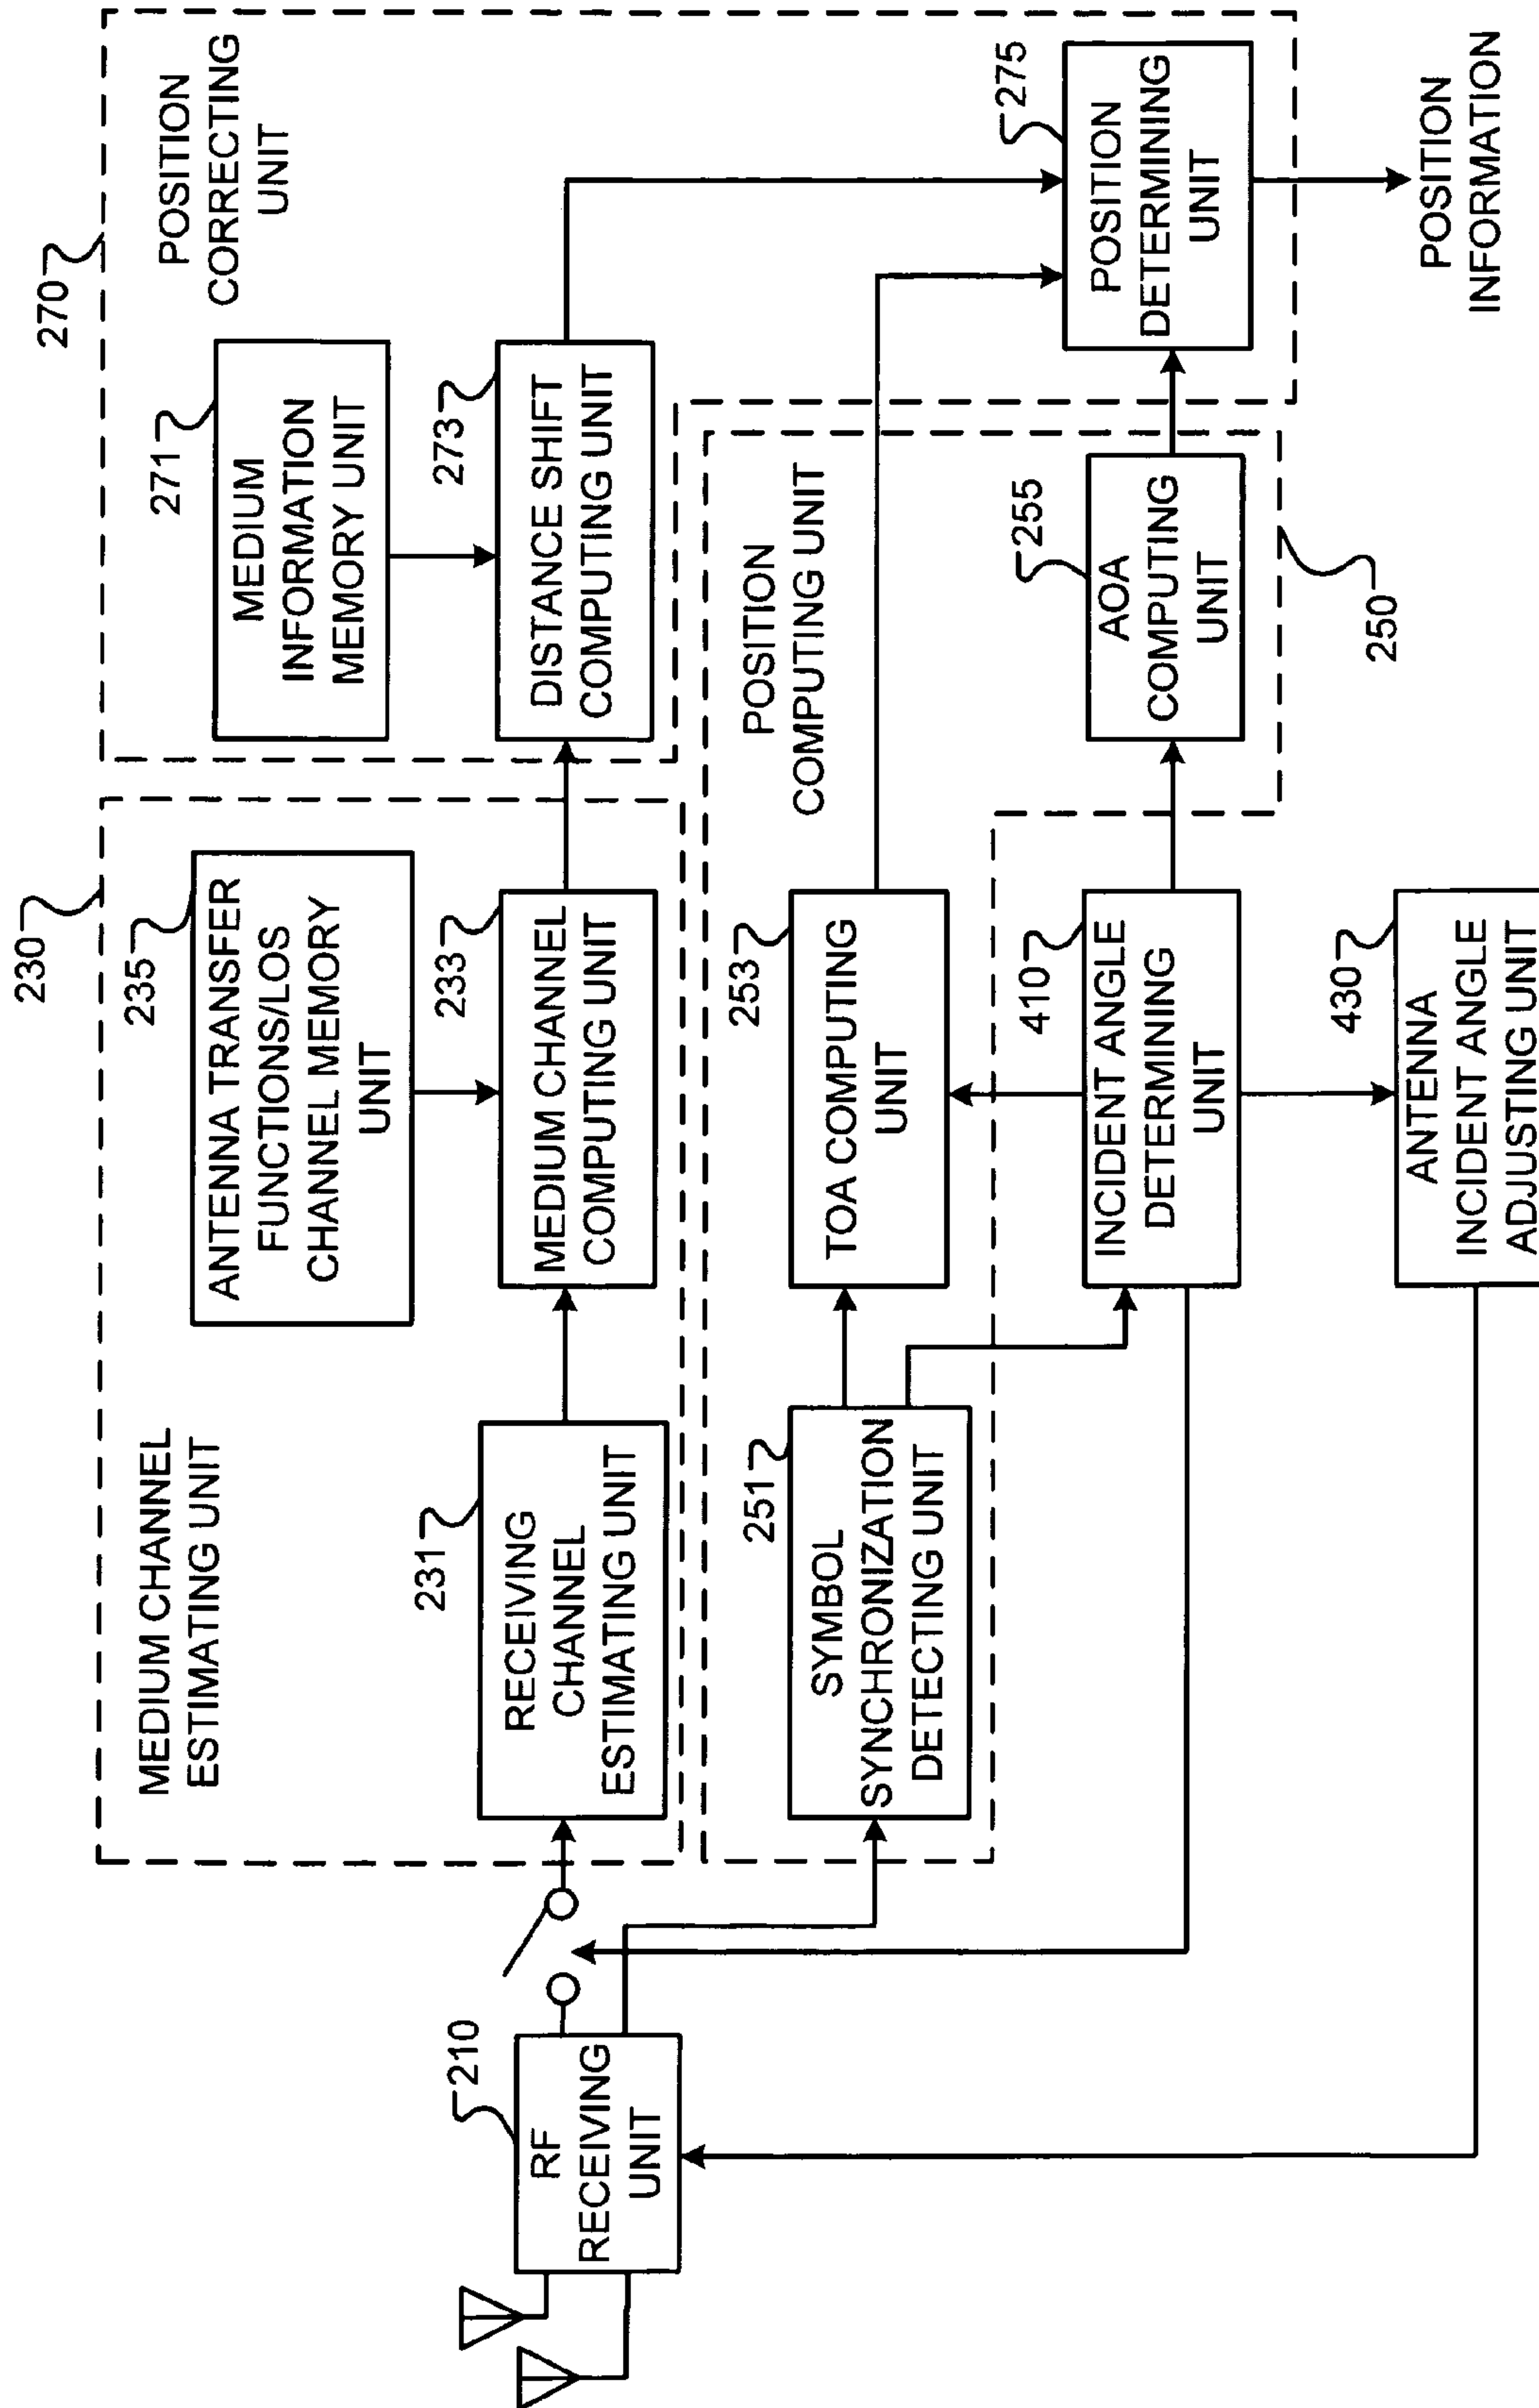 230
270
MEDIUM CHANNEL
ESTIMATING UNIT
235
ANTENNA TRANSFER
FUNCTIONS/LOS
CHANNEL MEMORY
UNIT
271
MEDIUM
INFORMATION
MEMORY UNIT
POSITION
CORRECTING
UNIT
210
RF
RECEIVING
UNIT
231
RECEIVING
CHANNEL
ESTIMATING UNIT
233
MEDIUM CHANNEL
COMPUTING UNIT
273
DISTANCE SHIFT
COMPUTING UNIT
251
SYMBOL
SYNCHRONIZATION
DETECTING UNIT
253
TOA COMPUTING
UNIT
POSITION
COMPUTING UNIT
410
INCIDENT ANGLE
DETERMINING
UNIT
255
AOA
COMPUTING
UNIT
275
POSITION
DETERMINING
UNIT
250
430
ANTENNA
INCIDENT ANGLE
ADJUSTING UNIT
POSITION
INFORMATION